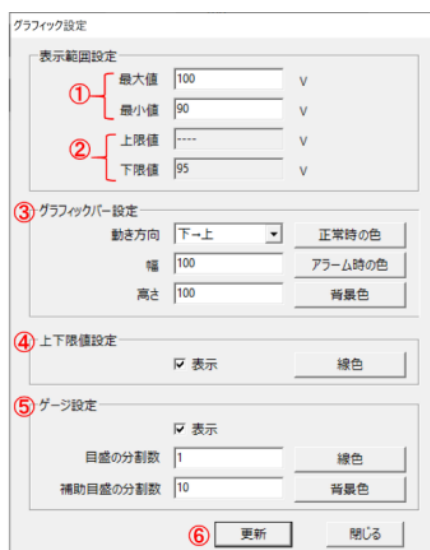 グラフィック設定
表示範囲設定
① 最大値 100 V
最小値 90 V
② 上限値 ---- V
下限値 95 V
③ グラフィックバー設定
動き方向 下→上 正常時の色
幅 100 アラーム時の色
高さ 100 背景色
④ 上下限値設定
表示 線色
⑤ ゲージ設定
表示
目盛の分割数 1 線色
補助目盛の分割数 10 背景色
⑥ 更新 閉じる